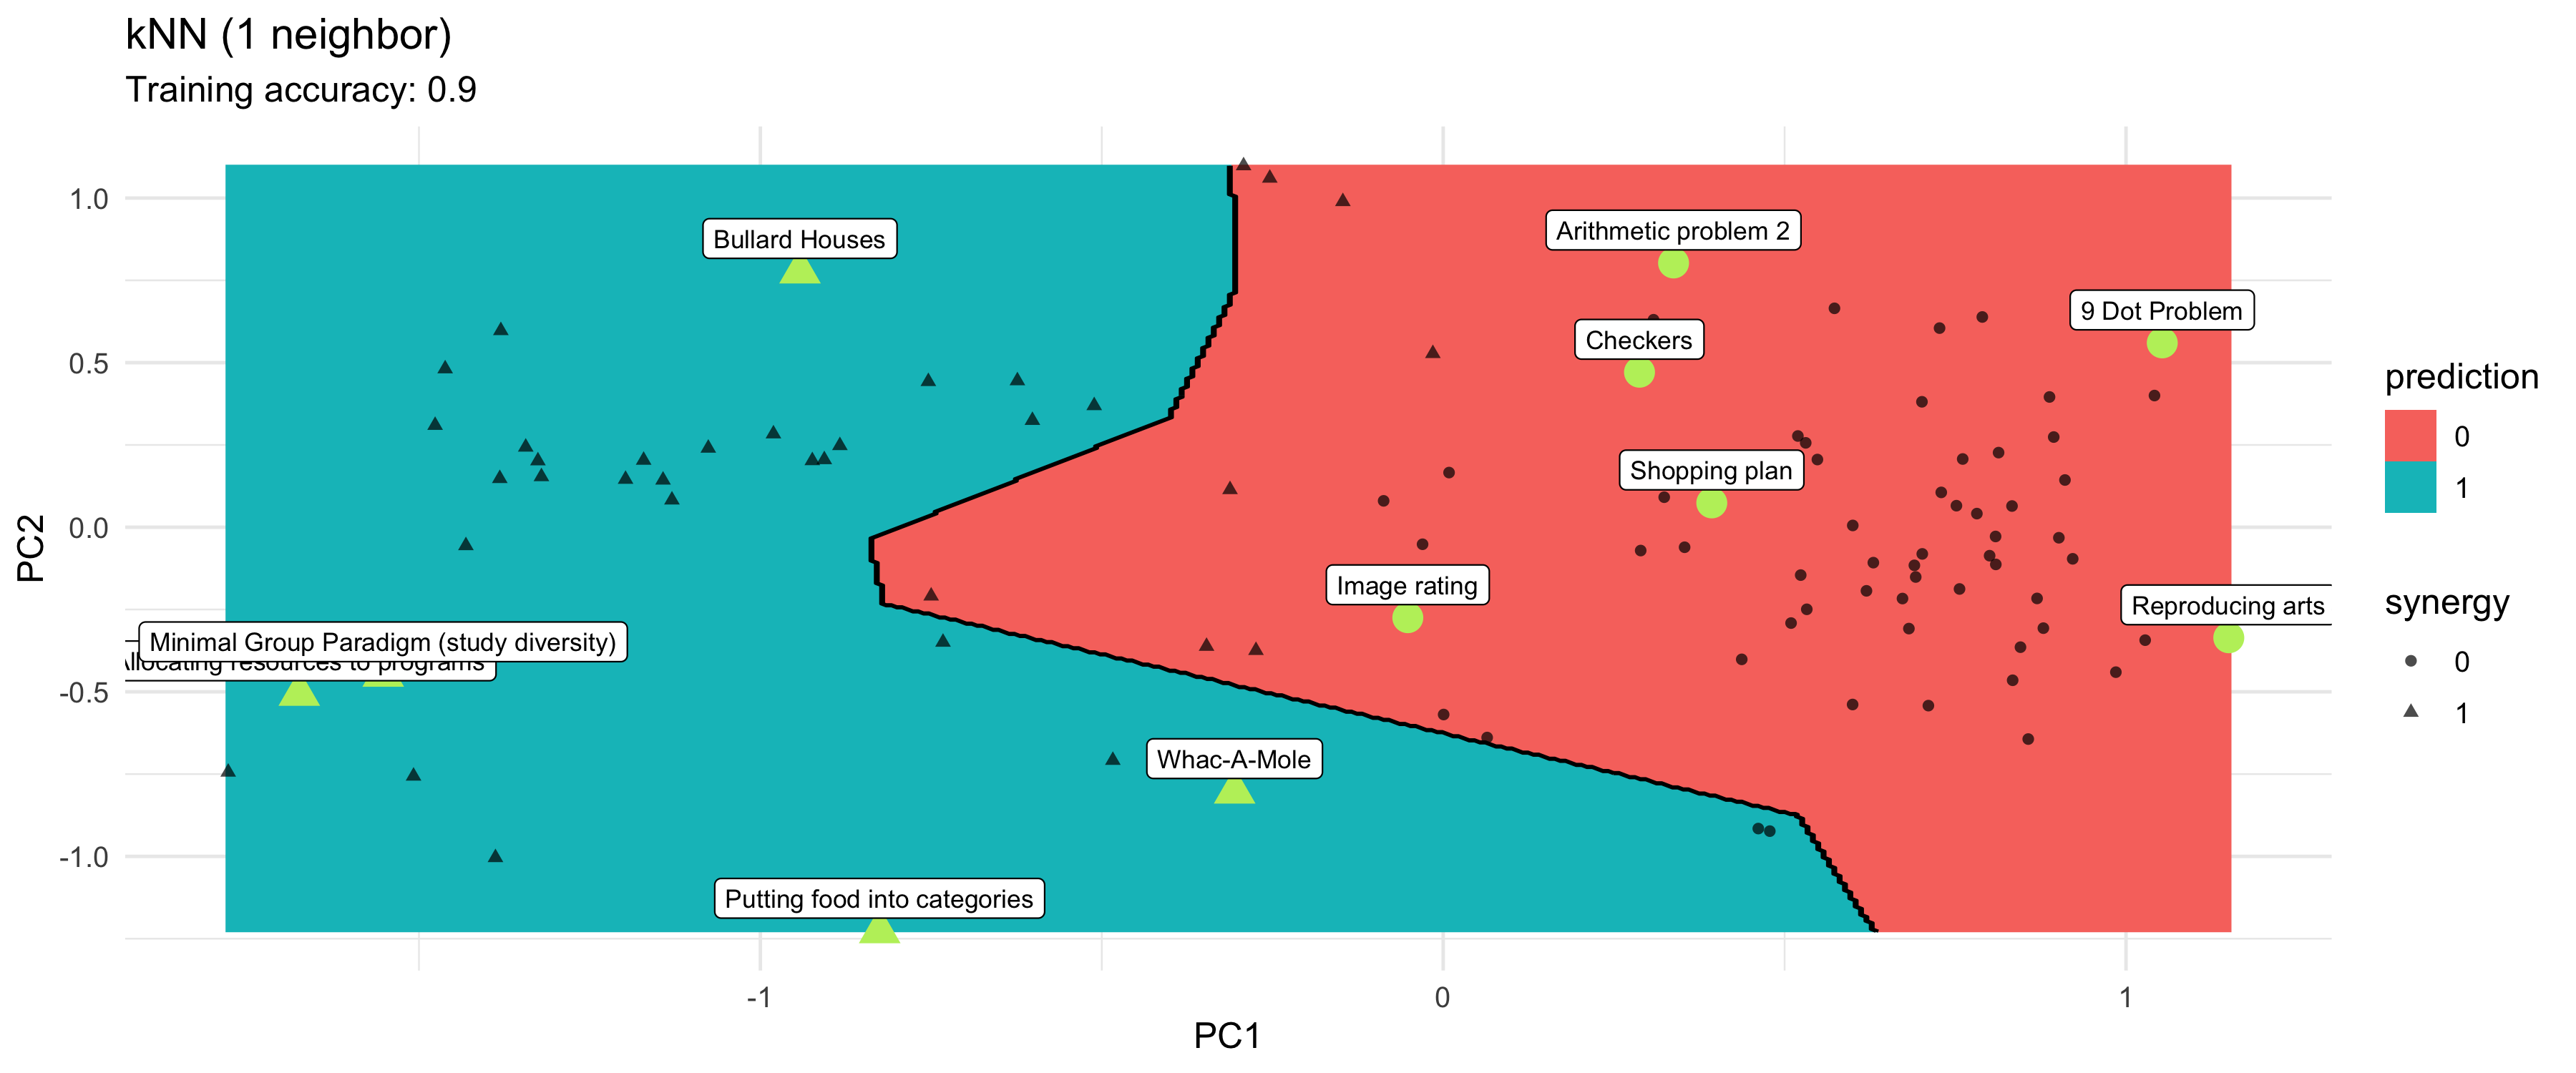 kNN (1 neighbor)
Training accuracy: 0.9
PC2
1.0
0.5
0.0
-0.5
-1.0
Bullard Houses
Arithmetic problem 2
9 Dot Problem
Checkers
Shopping plan
Image rating
Reproducing arts
Minimal Group Paradigm (study diversity)
Allocating resources to programs
Whac-A-Mole
Putting food into categories
-1
0
1
PC1
prediction
0
1
synergy
0
1